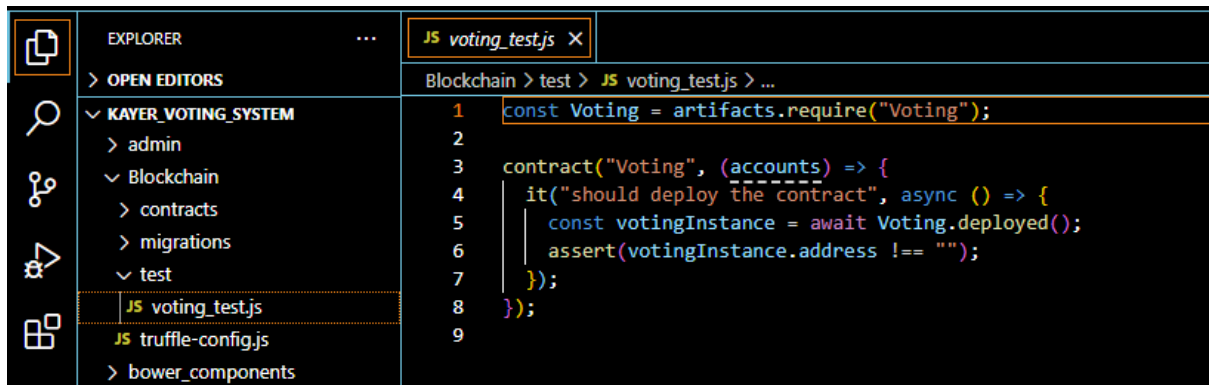 EXPLORER ...
> OPEN EDITORS
KAYER_VOTING_SYSTEM
> admin
Blockchain
> contracts
> migrations
test
JS voting_test.js
JS truffle-config.js
> bower_components
JS voting_test.js ×
Blockchain > test > JS voting_test.js > ...
1 const Voting = artifacts.require("Voting");
2
3 contract("Voting", (accounts) => {
4   it("should deploy the contract", async () => {
5     const votingInstance = await Voting.deployed();
6     assert(votingInstance.address !== "");
7   });
8 });
9